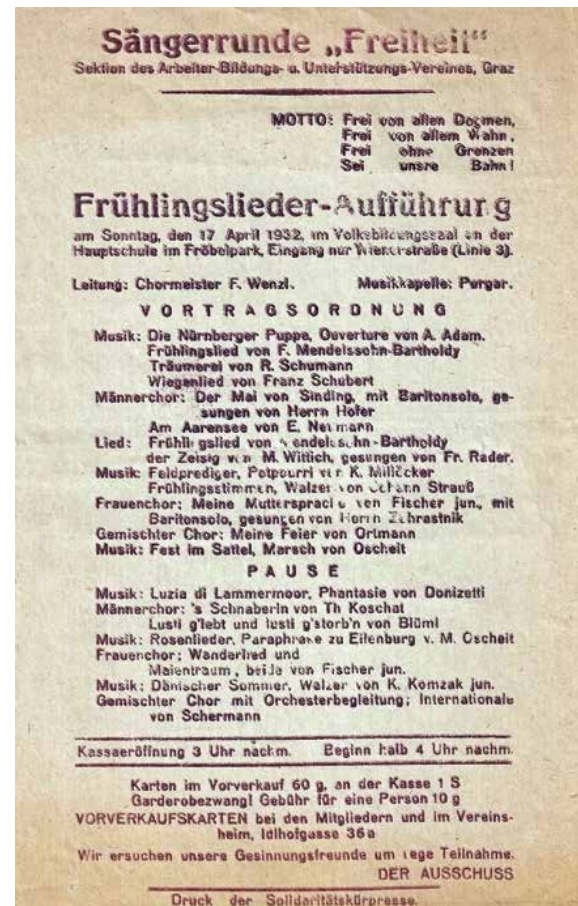 Sängerrunde „Freiheit“
Sektion des Arbeiter-Bildungs- u. Unterstützungs-Vereines, Graz
MOTTO: Frei von allen Dogmen,
Frei von allem Wahn,
Frei ohne Grenzen
Sei unsre Bahn!
Frühlingslieder-Aufführung
am Sonntag, den 17 April 1932, im Volksbildungssaal an der
Hauptschule im Fröbelpark, Eingang nur Wienerstraße (Linie 3).
Leitung: Chormeister F. Wenzl. Musikkapelle: Purgar.
VORTRAGSORDNUNG
Musik: Die Nürnberger Puppe, Ouverture von A. Adam.
Frühlingslied von F. Mendelssohn-Bartholdy
Träumerei von R. Schumann
Wiegenlied von Franz Schubert
Männerchor: Der Mai von Sinding, mit Baritonsolo, ge-
sungen von Herrn Hofer
Am Aarensee von E. Neumann
Lied: Frühlingslied von Mendelssohn-Bartholdy
der Zeisig von M. Wittich, gesungen von Fr. Rader.
Musik: Feldprediger, Potpourri von K. Millöcker
Frühlingsstimmen, Walzer von Johann Strauß
Frauenchor: Meine Muttersprache von Fischer jun., mit
Baritonsolo, gesungen von Herrn Zehrastnik
Gemischter Chor: Meine Feier von Ortmann
Musik: Fest im Sattel, Marsch von Oscheit
PAUSE
Musik: Luzia di Lammermoor, Phantasie von Donizetti
Männerchor: 's Schnaberln von Th Koschat
Lusti g'lebt und lusti g'storb'n von Blüml
Musik: Rosenlieder, Paraphrase zu Eilenburg v. M. Oscheit
Frauenchor: Wanderlied und
Maientraum, beide von Fischer jun.
Musik: Dänischer Sommer, Walzer von K. Komzak jun.
Gemischter Chor mit Orchesterbegleitung: Internationale
von Schermann
Kassaeröffnung 3 Uhr nachm. Beginn halb 4 Uhr nachm.
Karten im Vorverkauf 60 g, an der Kasse 1 S
Garderobezwang! Gebühr für eine Person 10 g
VORVERKAUFSKARTEN bei den Mitgliedern und im Vereins-
heim, Idlhofgasse 36a
Wir ersuchen unsere Gesinnungsfreunde um rege Teilnahme.
DER AUSSCHUSS
Druck der Solidaritätskürpresse.